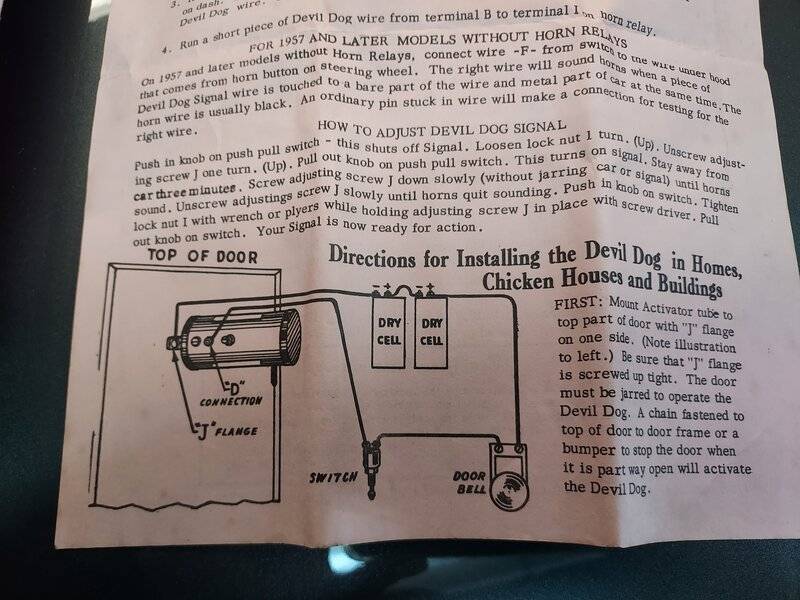 3.
on dash.
Devil Dog wire.
4. Run a short piece of Devil Dog wire from terminal B to terminal 1 on horn relay.
FOR 1957 AND LATER MODELS WITHOUT HORN RELAYS
On 1957 and later models without Horn Relays, connect wire -F- from switch to the wire under hood
that comes from horn button on steering wheel. The right wire will sound horns when a piece of
Devil Dog Signal wire is touched to a bare part of the wire and metal part of car at the same time. The
horn wire is usually black. An ordinary pin stuck in wire will make a connection for testing for the
right wire.
HOW TO ADJUST DEVIL DOG SIGNAL
Push in knob on push pull switch - this shuts off Signal. Loosen lock nut 1 turn. (Up). Unscrew adjust-
ing screw J one turn. (Up). Pull out knob on push pull switch. This turns on signal. Stay away from
car three minutes. Screw adjusting screw J down slowly (without jarring car or signal) until horns
sound. Unscrew adjustings screw J slowly until horns quit sounding. Push in knob on switch. Tighten
lock nut I with wrench or plyers while holding adjusting screw J in place with screw driver. Pull
out knob on switch. Your Signal is now ready for action.
Directions for Installing the Devil Dog in Homes,
Chicken Houses and Buildings
TOP OF DOOR
- +
- +
DRY
CELL
DRY
CELL
"D"
CONNECTION
"J" FLANGE
SWITCH
DOOR
BELL
FIRST: Mount Activator tube to
top part of door with "J" flange
on one side. (Note illustration
to left.) Be sure that "J" flange
is screwed up tight. The door
must be jarred to operate the
Devil Dog. A chain fastened to
top of door to door frame or a
bumper to stop the door when
it is part way open will activate
the Devil Dog.